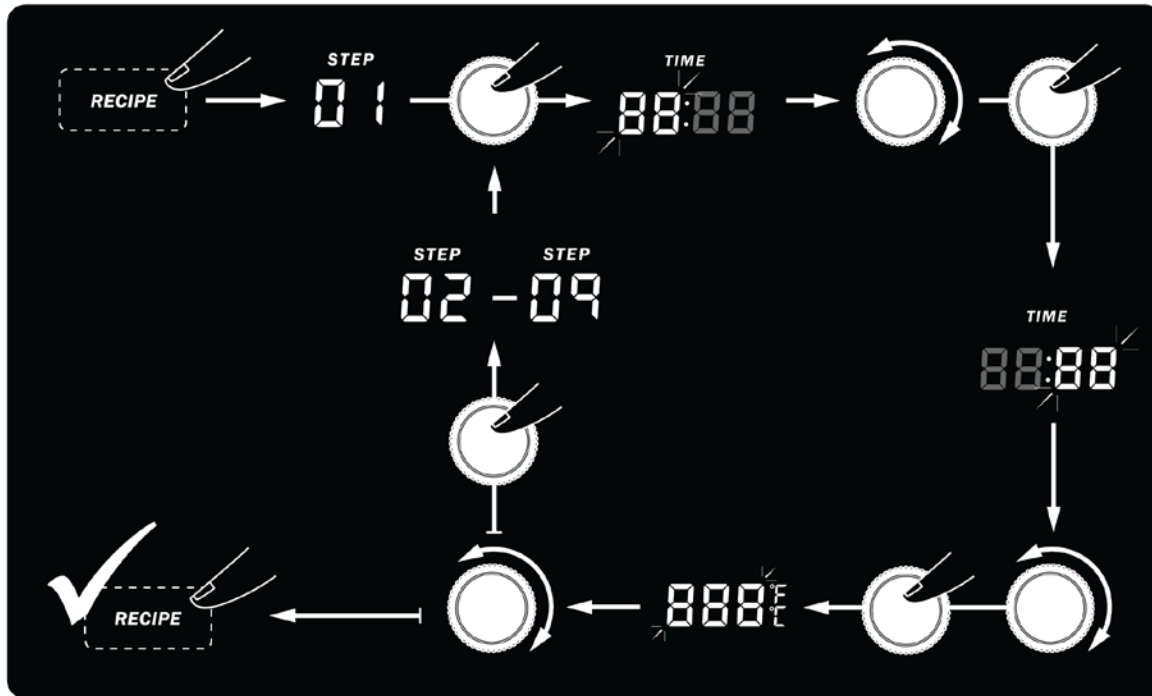 RECIPE
STEP
01
TIME
88:88
STEP STEP
02 - 09
TIME
88:88
888°F°C
RECIPE